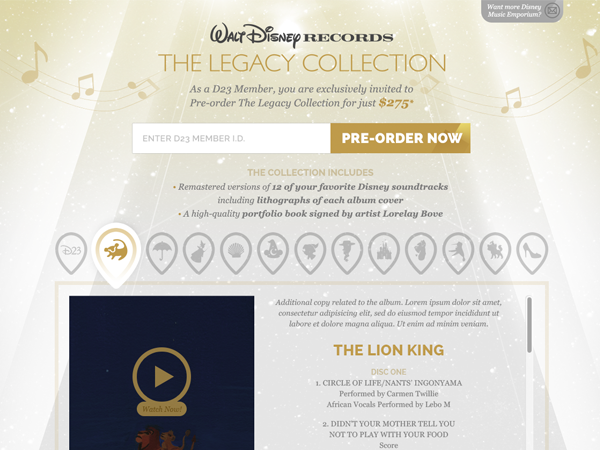 Want more Disney
Music Emporium?
WALT DISNEY RECORDS
THE LEGACY COLLECTION
As a D23 Member, you are exclusively invited to
Pre-order The Legacy Collection for just $275*
ENTER D23 MEMBER I.D.
PRE-ORDER NOW
THE COLLECTION INCLUDES
• Remastered versions of 12 of your favorite Disney soundtracks
including lithographs of each album cover
• A high-quality portfolio book signed by artist Lorelay Bove
D23
Additional copy related to the album. Lorem ipsum dolor sit amet,
consectetur adipisicing elit, sed do eiusmod tempor incididunt ut
labore et dolore magna aliqua. Ut enim ad minim veniam.
THE LION KING
DISC ONE
1. CIRCLE OF LIFE/NANTS' INGONYAMA
Performed by Carmen Twillie
African Vocals Performed by Lebo M
2. DIDN'T YOUR MOTHER TELL YOU
NOT TO PLAY WITH YOUR FOOD
Score
Watch Now!